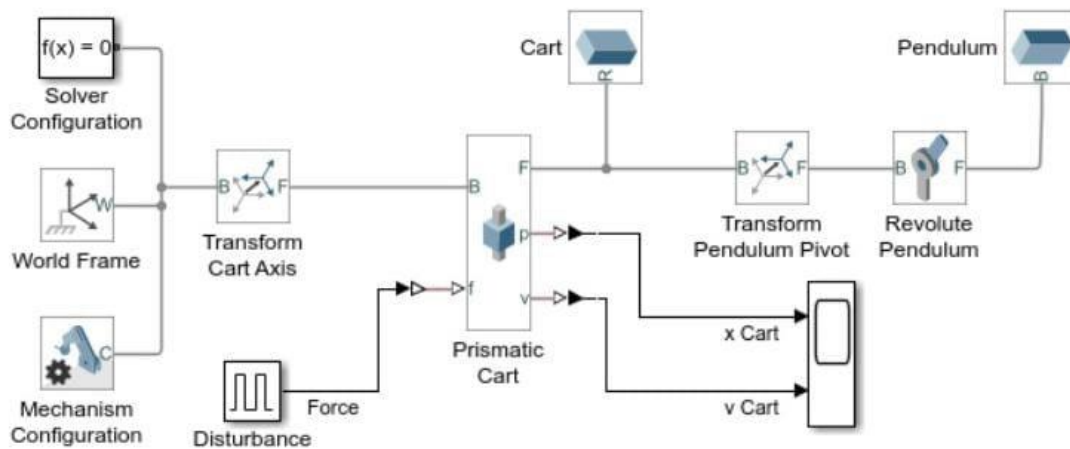 f(x) = 0
Solver
Configuration
W
World Frame
C
Mechanism
Configuration
B
F
Transform
Cart Axis
Disturbance
Force
B
F
p
v
f
Prismatic
Cart
Cart
R
B
F
Transform
Pendulum Pivot
B
F
Revolute
Pendulum
Pendulum
B
x Cart
v Cart